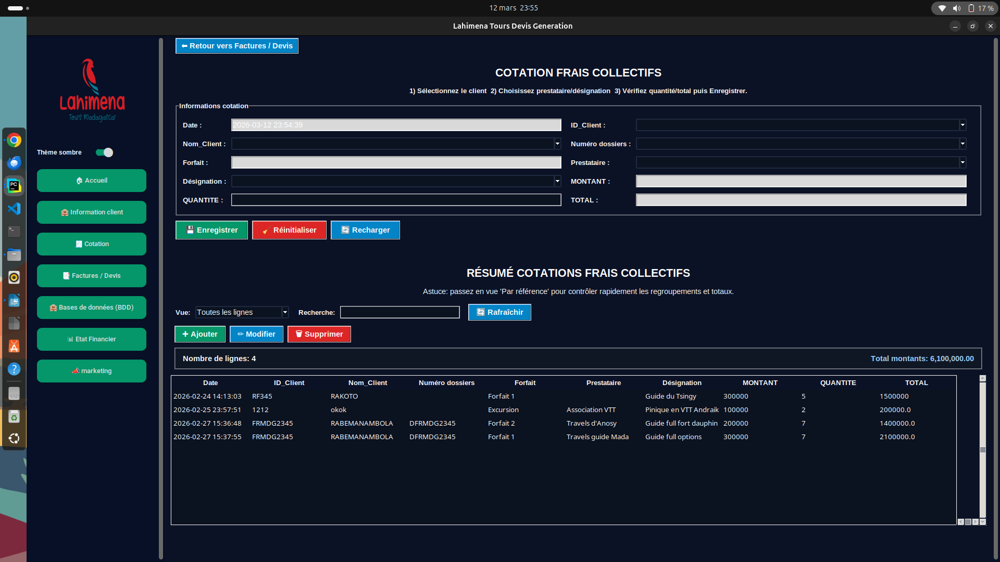 12 mars 23:55
17 %
Lahimena Tours Devis Generation
Lahimena
Tours Madagascar
Thème sombre
Accueil
Information client
Cotation
Factures / Devis
Bases de données (BDD)
Etat Financier
marketing
⬅ Retour vers Factures / Devis
COTATION FRAIS COLLECTIFS
1) Sélectionnez le client 2) Choisissez prestataire/désignation 3) Vérifiez quantité/total puis Enregistrer.
Informations cotation
Date : 2026-03-12 23:54:39 ID_Client :
Nom_Client : Numéro dossiers :
Forfait : Prestataire :
Désignation : MONTANT :
QUANTITE : TOTAL :
Enregistrer Réinitialiser Recharger
RÉSUMÉ COTATIONS FRAIS COLLECTIFS
Astuce: passez en vue 'Par référence' pour contrôler rapidement les regroupements et totaux.
Vue: Toutes les lignes Recherche: Rafraîchir
Ajouter Modifier Supprimer
Nombre de lignes: 4 Total montants: 6,100,000.00
Date ID_Client Nom_Client Numéro dossiers Forfait Prestataire Désignation MONTANT QUANTITE TOTAL
2026-02-24 14:13:03 RF345 RAKOTO Forfait 1 Guide du Tsingy 300000 5 1500000
2026-02-25 23:57:51 1212 okok Excursion Association VTT Pinique en VTT Andraik 100000 2 200000.0
2026-02-27 15:36:48 FRMDG2345 RABEMANAMBOLA DFRMDG2345 Forfait 2 Travels d'Anosy Guide full fort dauphin 200000 7 1400000.0
2026-02-27 15:37:55 FRMDG2345 RABEMANAMBOLA DFRMDG2345 Forfait 1 Travels guide Mada Guide full options 300000 7 2100000.0
PC
SSD